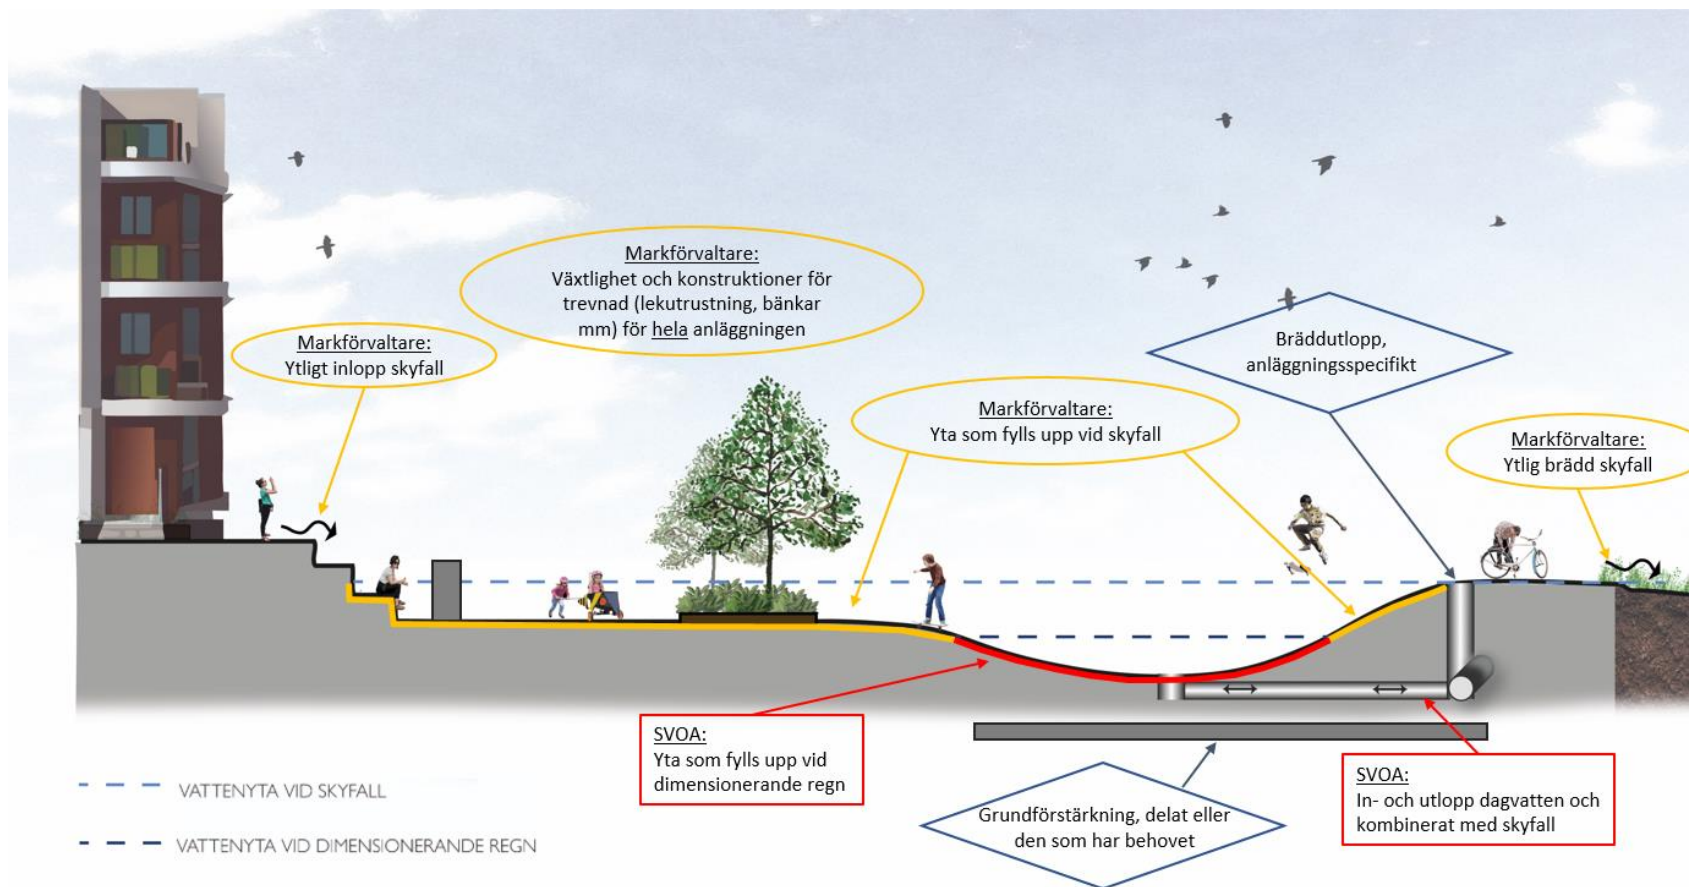 Markförvaltare:
Växtlighet och konstruktioner för
trevnad (lekutrustning, bänkar
mm) för hela anläggningen
Markförvaltare:
Ytligt inlopp skyfall
Bräddutlopp,
anläggningsspecifikt
Markförvaltare:
Yta som fylls upp vid skyfall
Markförvaltare:
Ytlig brädd skyfall
SVOA:
Yta som fylls upp vid
dimensionerande regn
SVOA:
In- och utlopp dagvatten och
kombinerat med skyfall
Grundförstärkning, delat eller
den som har behovet
VATTENYTA VID SKYFALL
VATTENYTA VID DIMENSIONERANDE REGN